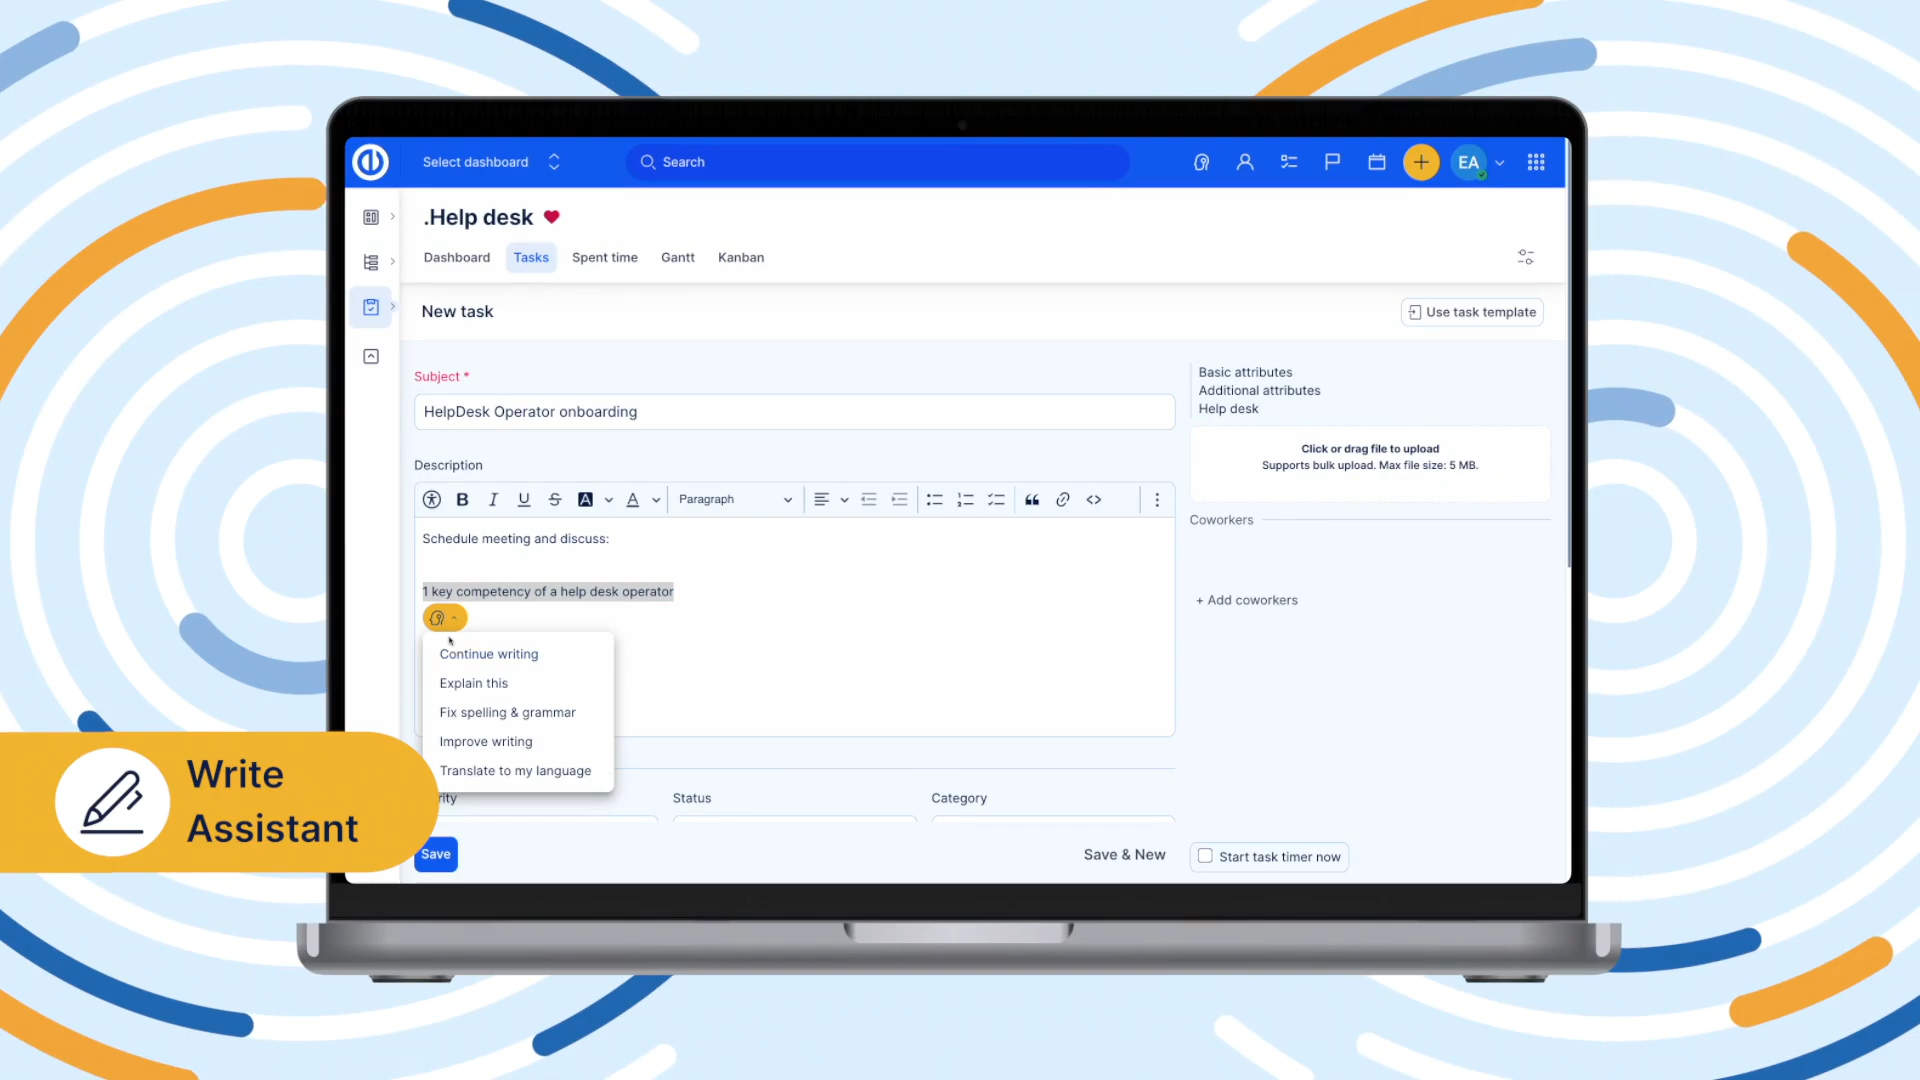 Select dashboard
Search
EA
.Help desk
Dashboard
Tasks
Spent time
Gantt
Kanban
New task
Use task template
Subject *
HelpDesk Operator onboarding
Basic attributes
Additional attributes
Help desk
Click or drag file to upload
Supports bulk upload. Max file size: 5 MB.
Description
Paragraph
Coworkers
+ Add coworkers
Schedule meeting and discuss:
1 key competency of a help desk operator
Continue writing
Explain this
Fix spelling & grammar
Improve writing
Translate to my language
Status
Category
Save
Save & New
Start task timer now
Write
Assistant